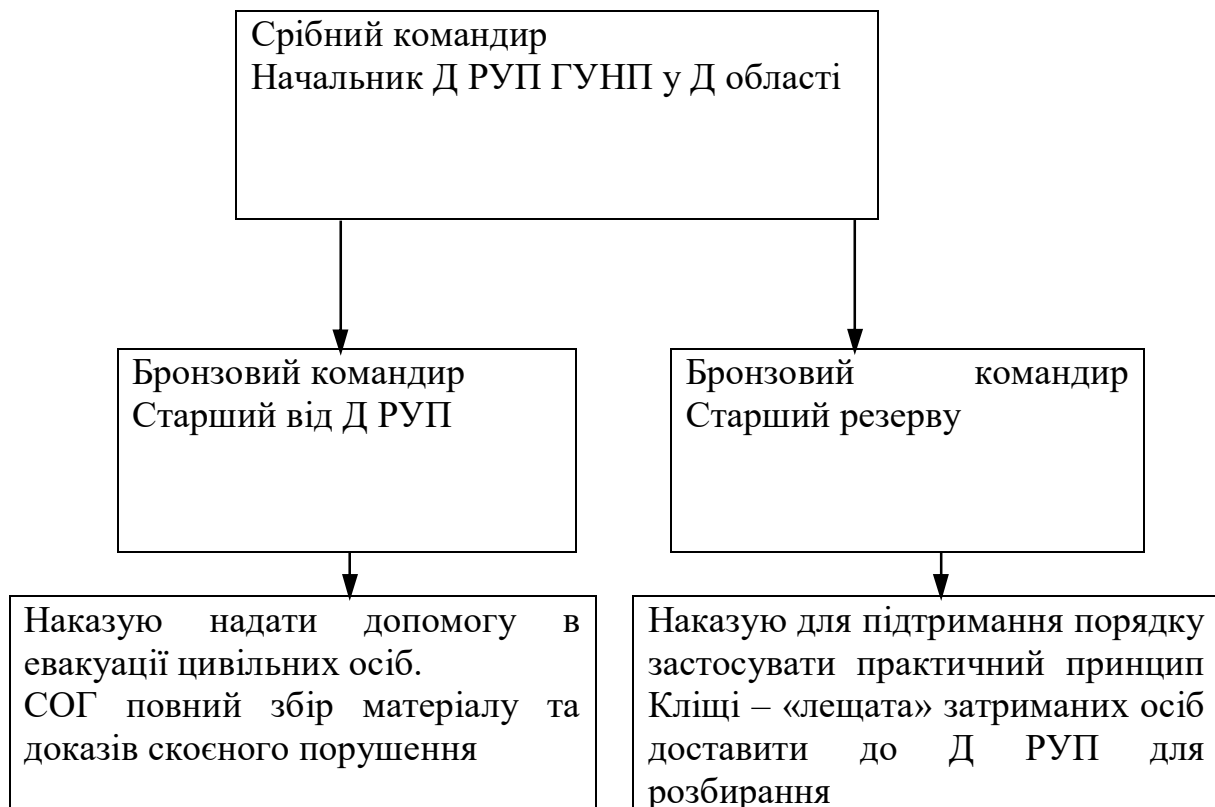 Срібний командир
Начальник Д РУП ГУНП у Д області
Бронзовий командир
Старший від Д РУП
Бронзовий командир
Старший резерву
Наказую надати допомогу в
евакуації цивільних осіб.
СОГ повний збір матеріалу та
доказів скоєного порушення
Наказую для підтримання порядку
застосувати практичний принцип
Кліщі – «лещата» затриманих осіб
доставити до Д РУП для
розбирання